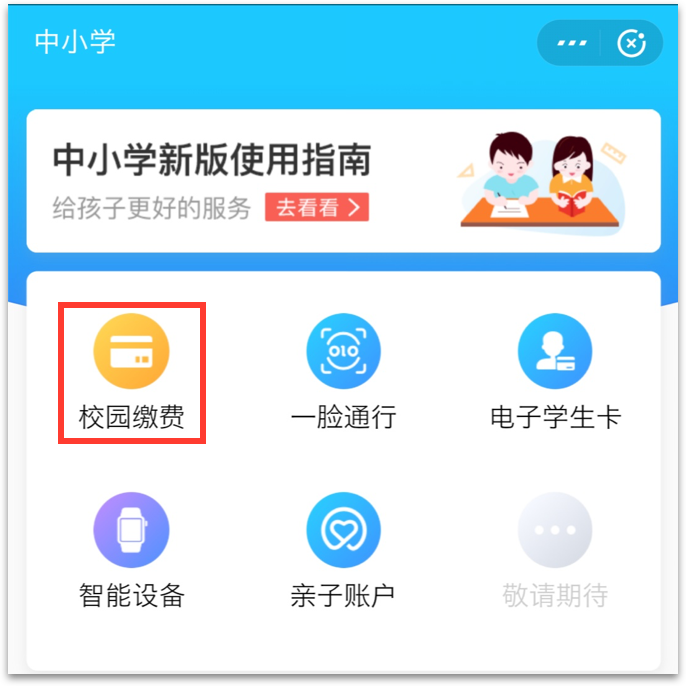 中小学
中小学新版使用指南
给孩子更好的服务 去看看
校园缴费 一脸通行 电子学生卡
智能设备 亲子账户 敬请期待